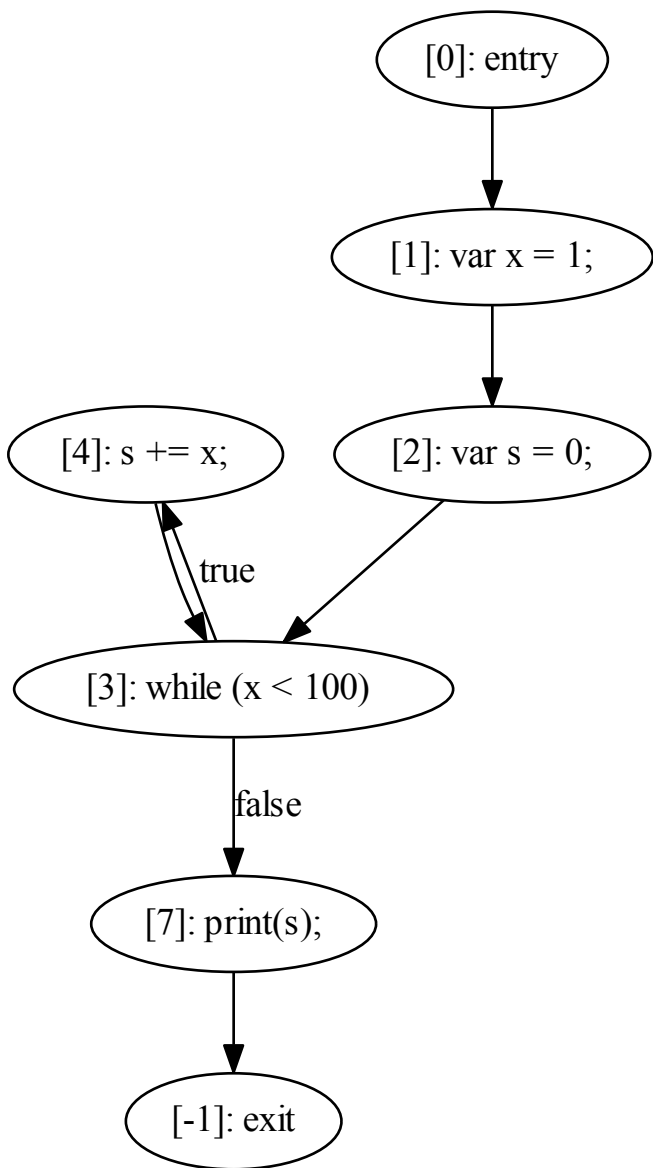 [0]: entry
[1]: var x = 1;
[4]: s += x;
[2]: var s = 0;
true
[3]: while (x < 100)
false
[7]: print(s);
[-1]: exit